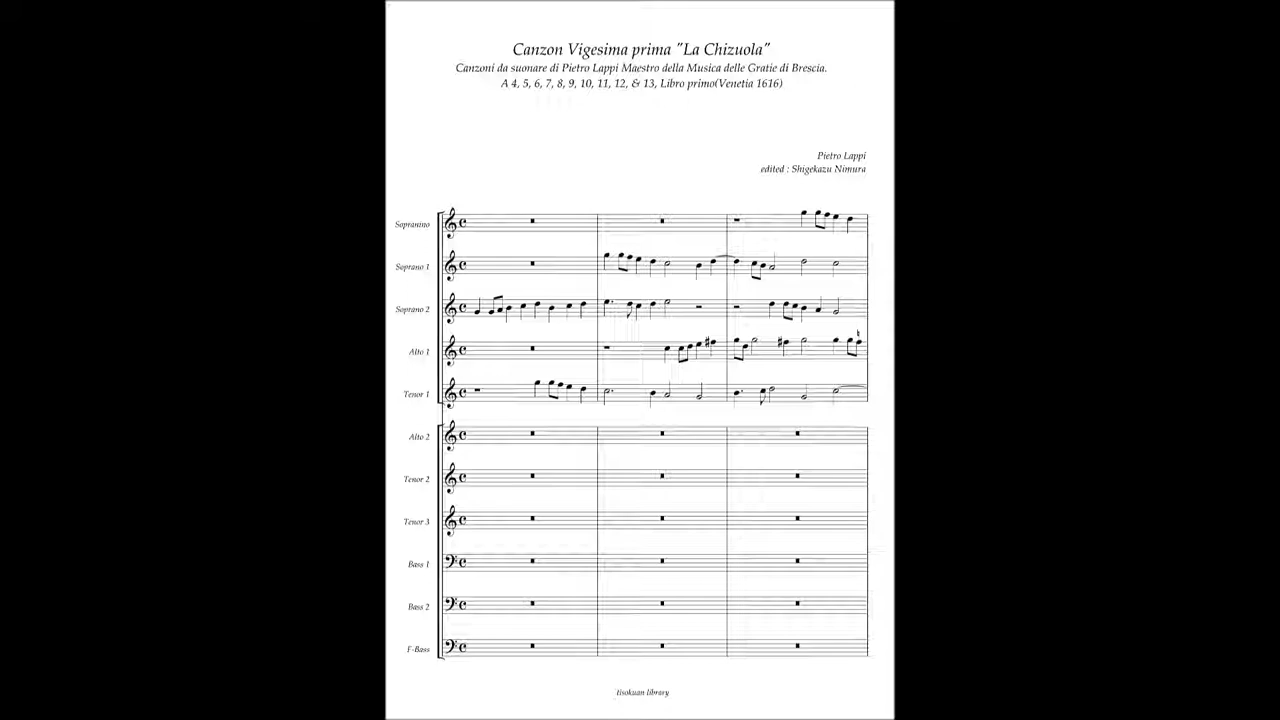 Canzon Vigesima prima "La Chizuola"
Canzoni da suonare di Pietro Lappi Maestro della Musica delle Gratie di Brescia.
A 4, 5, 6, 7, 8, 9, 10, 11, 12, & 13, Libro primo(Venetia 1616)
Pietro Lappi
edited : Shigekazu Nimura
Sopranino
Soprano 1
Soprano 2
Alto 1
Tenor 1
Alto 2
Tenor 2
Tenor 3
Bass 1
Bass 2
F-Bass
tisokuan library